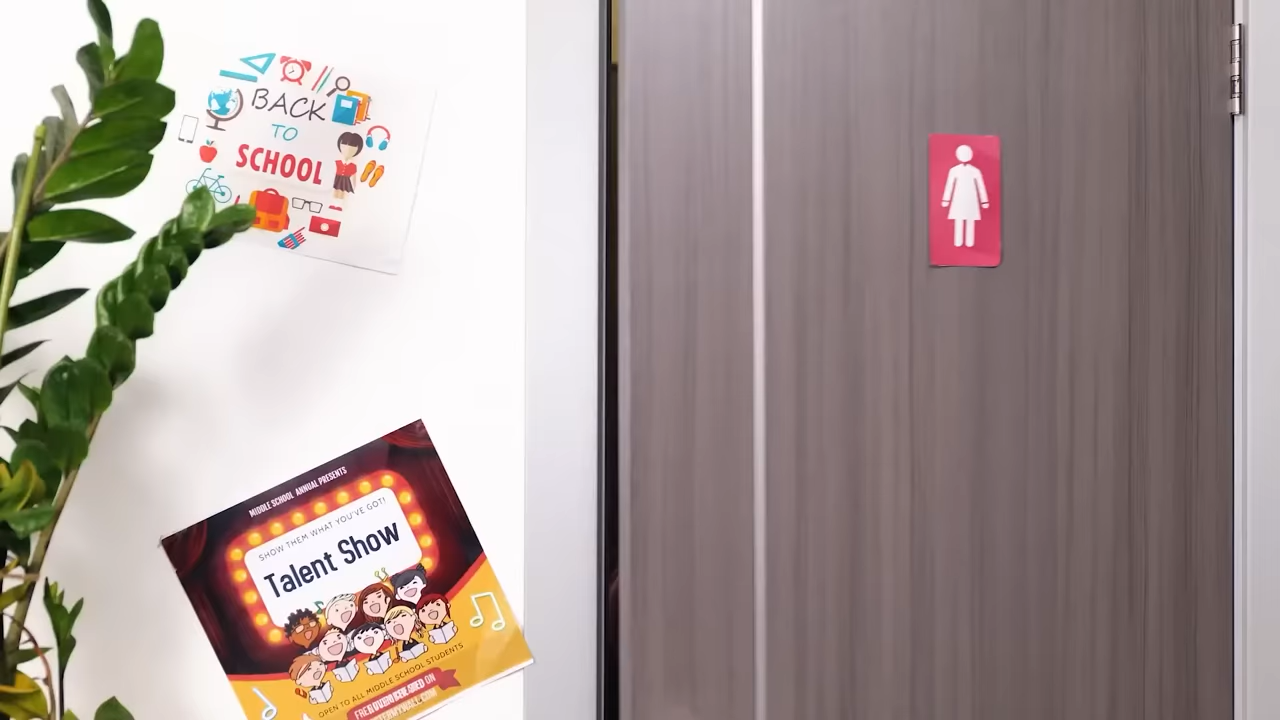 BACK
TO
SCHOOL
MIDDLE SCHOOL ANNUAL PRESENTS
SHOW THEM WHAT YOU'VE GOT!
Talent Show
OPEN TO ALL MIDDLE SCHOOL STUDENTS